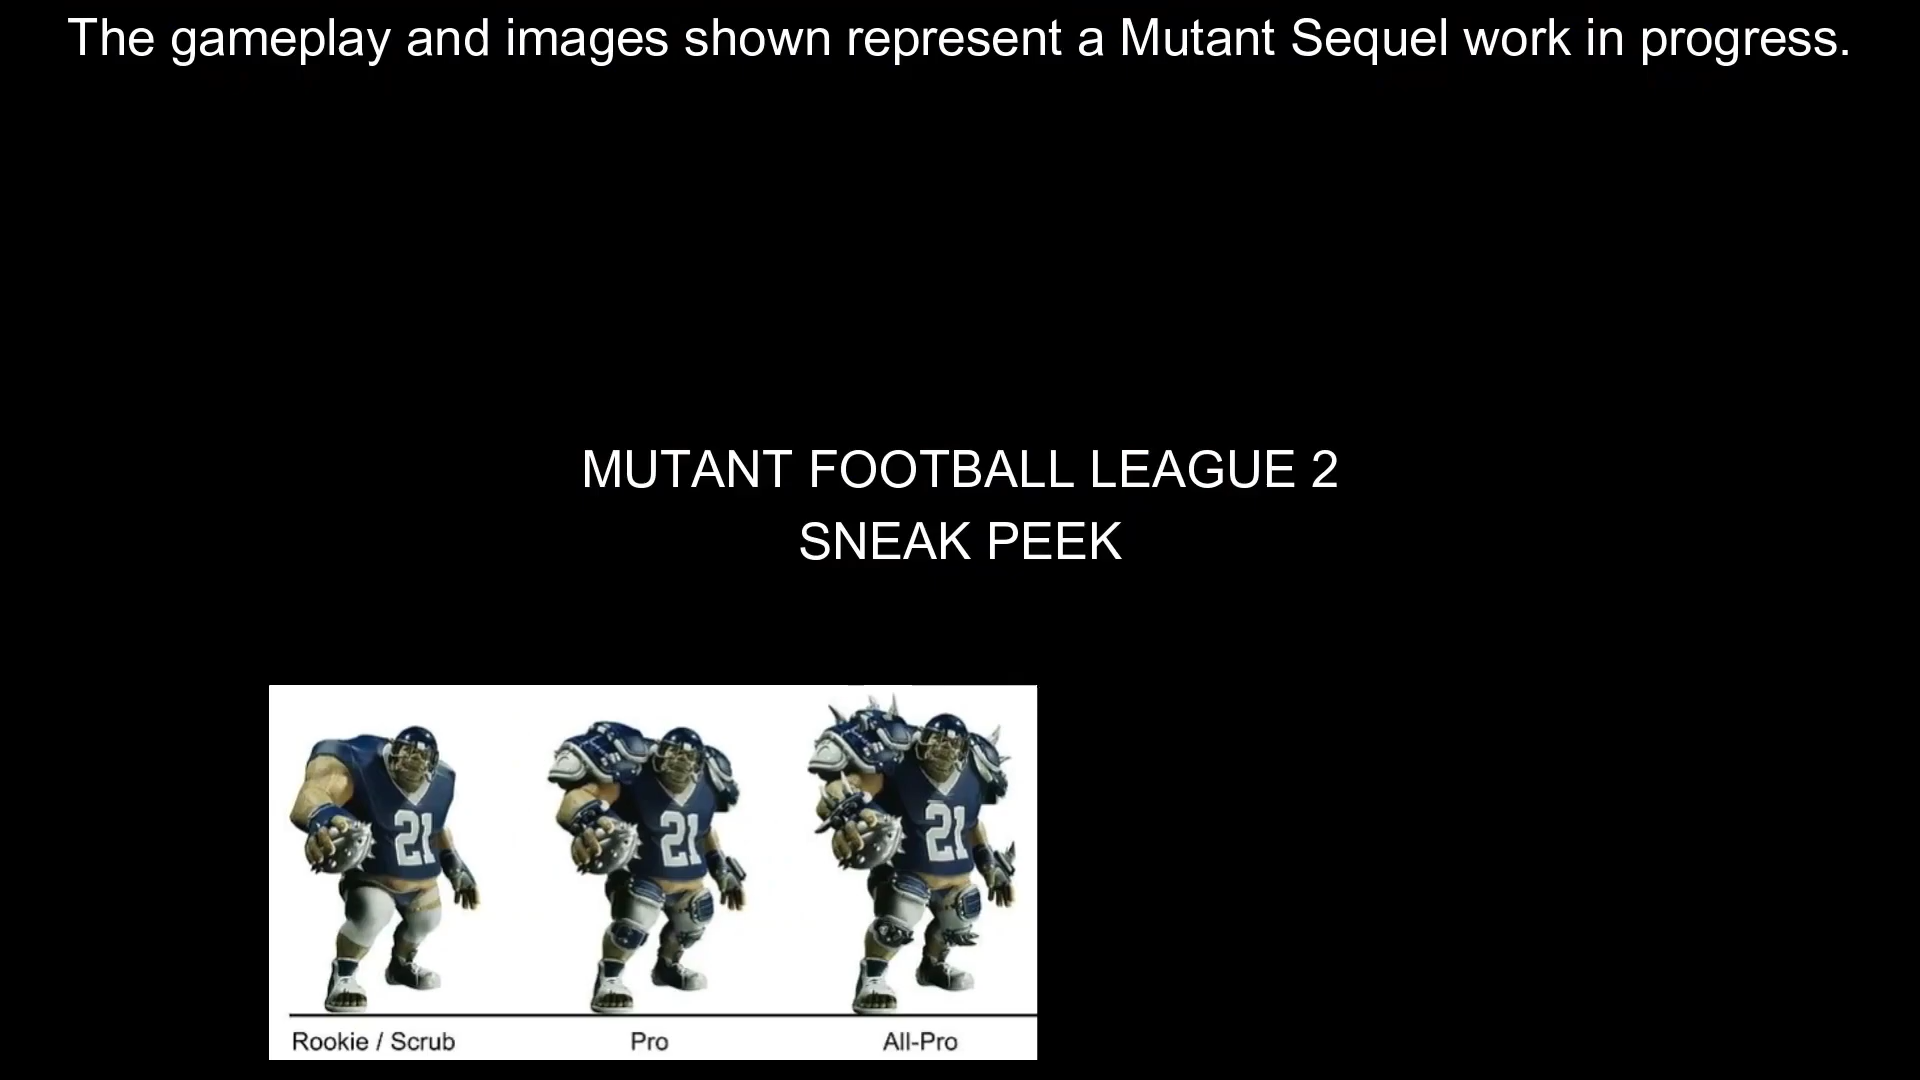 The gameplay and images shown represent a Mutant Sequel work in progress.
MUTANT FOOTBALL LEAGUE 2
SNEAK PEEK
21
21
21
Rookie / Scrub
Pro
All-Pro